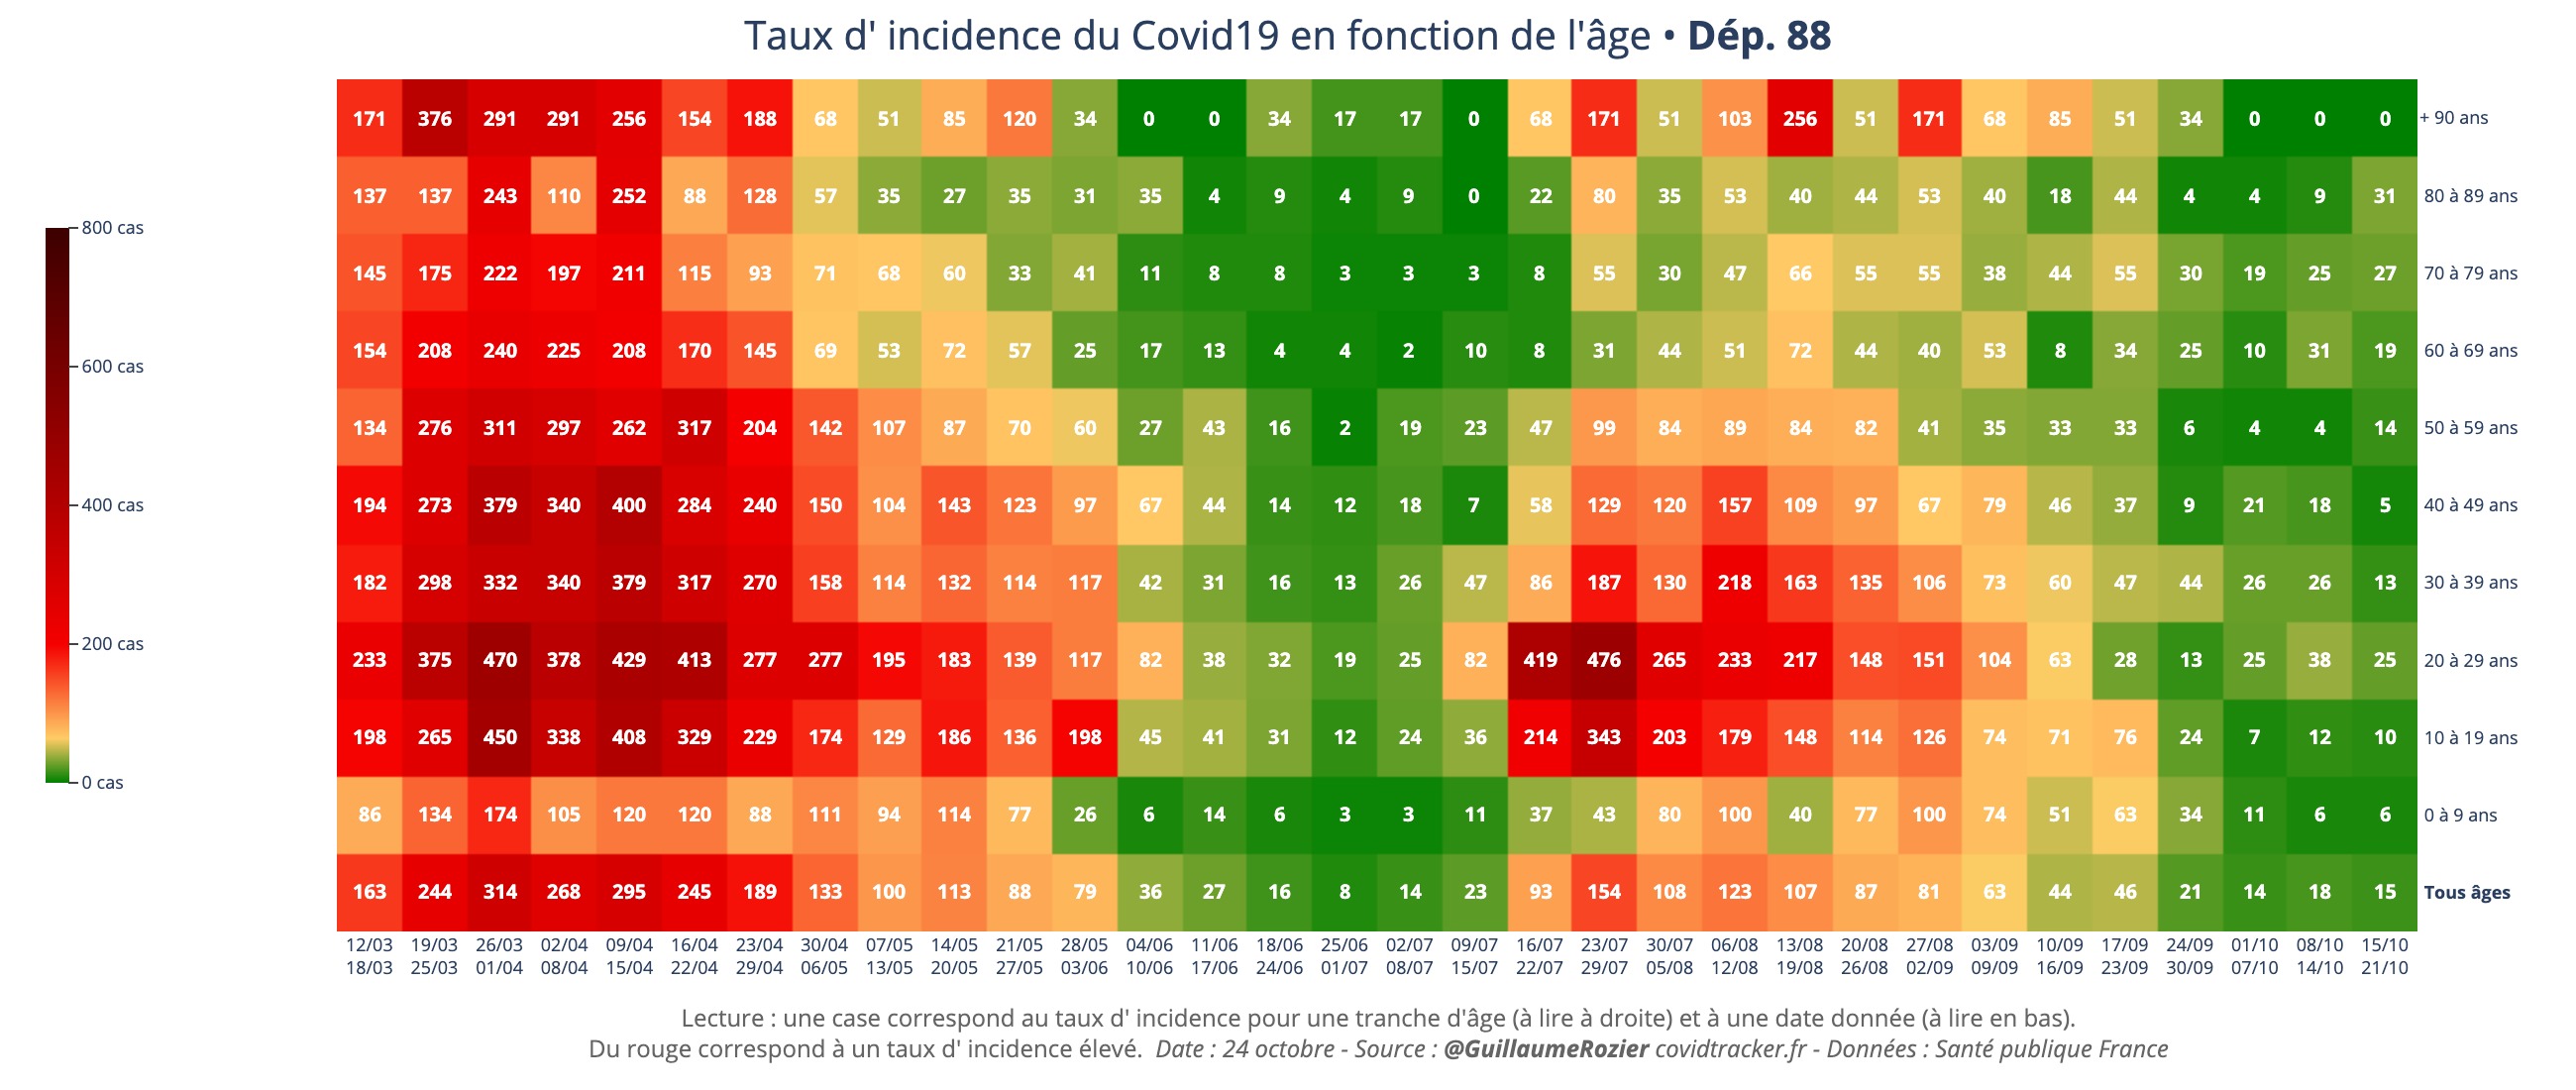 Taux d' incidence du Covid19 en fonction de l'âge • Dép. 88
800 cas
600 cas
400 cas
200 cas
0 cas
171 376 291 291 256 154 188 68 51 85 120 34 0 0 34 17 17 0 68 171 51 103 256 51 171 68 85 51 34 0 0 0 + 90 ans
137 137 243 110 252 88 128 57 35 27 35 31 35 4 9 4 9 0 22 80 35 53 40 44 53 40 18 44 4 4 9 31 80 à 89 ans
145 175 222 197 211 115 93 71 68 60 33 41 11 8 8 3 3 3 8 55 30 47 66 55 55 38 44 55 30 19 25 27 70 à 79 ans
154 208 240 225 208 170 145 69 53 72 57 25 17 13 4 4 2 10 8 31 44 51 72 44 40 53 8 34 25 10 31 19 60 à 69 ans
134 276 311 297 262 317 204 142 107 87 70 60 27 43 16 2 19 23 47 99 84 89 84 82 41 35 33 33 6 4 4 14 50 à 59 ans
194 273 379 340 400 284 240 150 104 143 123 97 67 44 14 12 18 7 58 129 120 157 109 97 67 79 46 37 9 21 18 5 40 à 49 ans
182 298 332 340 379 317 270 158 114 132 114 117 42 31 16 13 26 47 86 187 130 218 163 135 106 73 60 47 44 26 26 13 30 à 39 ans
233 375 470 378 429 413 277 277 195 183 139 117 82 38 32 19 25 82 419 476 265 233 217 148 151 104 63 28 13 25 38 25 20 à 29 ans
198 265 450 338 408 329 229 174 129 186 136 198 45 41 31 12 24 36 214 343 203 179 148 114 126 74 71 76 24 7 12 10 10 à 19 ans
86 134 174 105 120 120 88 111 94 114 77 26 6 14 6 3 3 11 37 43 80 100 40 77 100 74 51 63 34 11 6 6 0 à 9 ans
163 244 314 268 295 245 189 133 100 113 88 79 36 27 16 8 14 23 93 154 108 123 107 87 81 63 44 46 21 14 18 15 Tous âges
12/03 19/03 26/03 02/04 09/04 16/04 23/04 30/04 07/05 14/05 21/05 28/05 04/06 11/06 18/06 25/06 02/07 09/07 16/07 23/07 30/07 06/08 13/08 20/08 27/08 03/09 10/09 17/09 24/09 01/10 08/10 15/10
18/03 25/03 01/04 08/04 15/04 22/04 29/04 06/05 13/05 20/05 27/05 03/06 10/06 17/06 24/06 01/07 08/07 15/07 22/07 29/07 05/08 12/08 19/08 26/08 02/09 09/09 16/09 23/09 30/09 07/10 14/10 21/10
Lecture : une case correspond au taux d' incidence pour une tranche d'âge (à lire à droite) et à une date donnée (à lire en bas).
Du rouge correspond à un taux d' incidence élevé. Date : 24 octobre - Source : @GuillaumeRozier covidtracker.fr - Données : Santé publique France